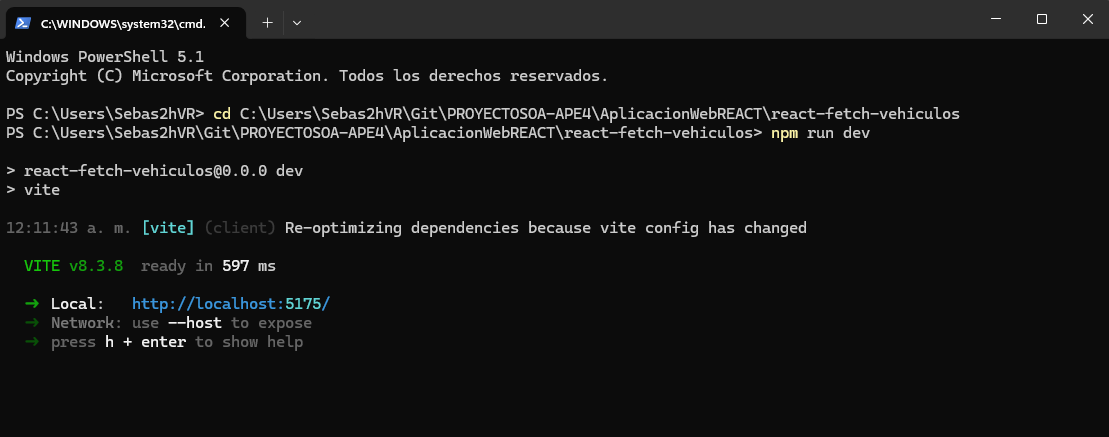 C:\WINDOWS\system32\cmd.
Windows PowerShell 5.1
Copyright (C) Microsoft Corporation. Todos los derechos reservados.
PS C:\Users\Sebas2hVR> cd C:\Users\Sebas2hVR\Git\PROYECTOSOA-APE4\AplicacionWebREACT\react-fetch-vehiculos
PS C:\Users\Sebas2hVR\Git\PROYECTOSOA-APE4\AplicacionWebREACT\react-fetch-vehiculos> npm run dev
> react-fetch-vehiculos@0.0.0 dev
> vite
12:11:43 a. m. [vite] (client) Re-optimizing dependencies because vite config has changed
VITE v8.3.8  ready in 597 ms
➜ Local:   http://localhost:5175/
➜ Network: use --host to expose
➜ press h + enter to show help